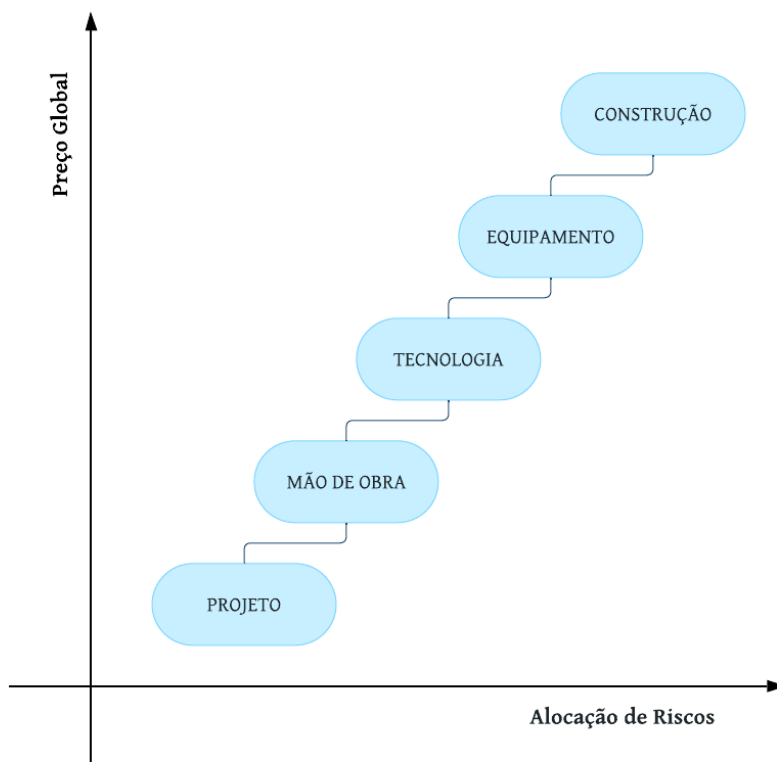 Preço Global
CONSTRUÇÃO
EQUIPAMENTO
TECNOLOGIA
MÃO DE OBRA
PROJETO
Alocação de Riscos